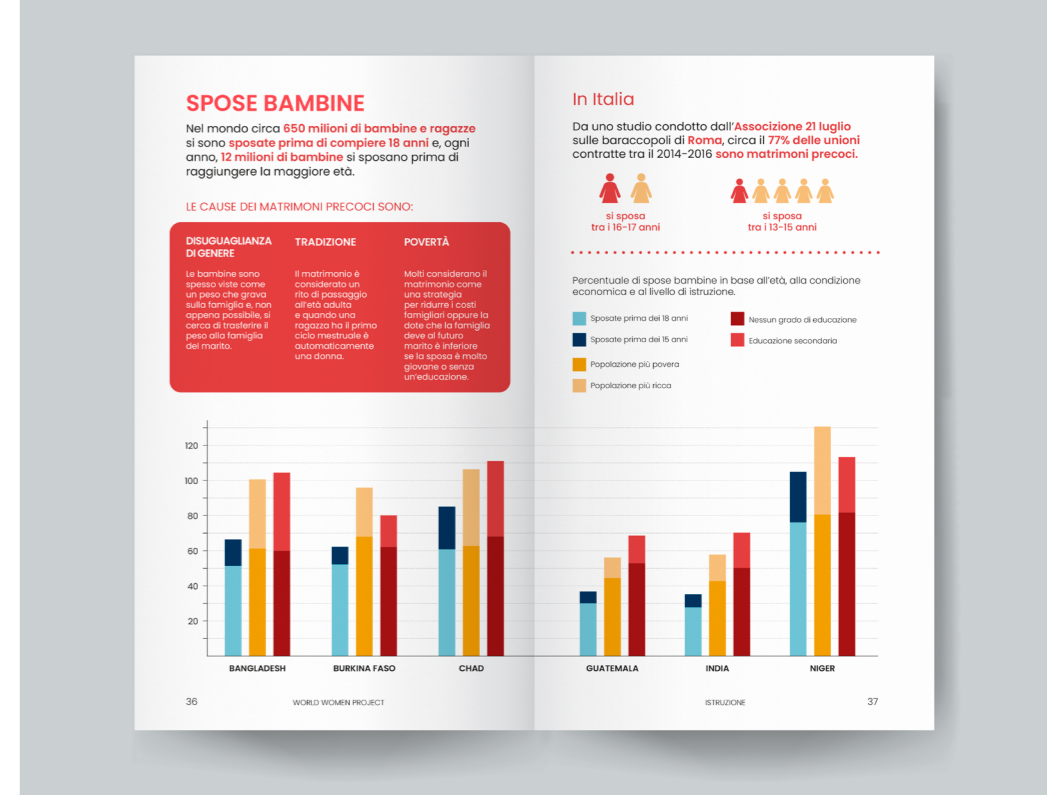 SPOSE BAMBINE
Nel mondo circa 650 milioni di bambine e ragazze
si sono sposate prima di compiere 18 anni e, ogni
anno, 12 milioni di bambine si sposano prima di
raggiungere la maggiore età.
LE CAUSE DEI MATRIMONI PRECOCI SONO:
DISUGUAGLIANZA
DI GENERE
Le bambine sono
spesso viste come
un peso che grava
sulla famiglia e, non
appena possibile, si
cerca di trasferire il
peso alla famiglia
del marito.
TRADIZIONE
Il matrimonio è
considerato un
rito di passaggio
all'età adulta
e quando una
ragazza ha il primo
ciclo mestruale è
automaticamente
una donna.
POVERTÀ
Molti considerano il
matrimonio come
una strategia
per ridurre i costi
famigliari oppure la
dote che la famiglia
deve al futuro
marito è inferiore
se la sposa è molto
giovane o senza
un'educazione.
120
100
80
60
40
20
BANGLADESH
BURKINA FASO
CHAD
36
WORLD WOMEN PROJECT
In Italia
Da uno studio condotto dall'Associzione 21 luglio
sulle baraccopoli di Roma, circa il 77% delle unioni
contratte tra il 2014-2016 sono matrimoni precoci.
si sposa
tra i 16-17 anni
si sposa
tra i 13-15 anni
Percentuale di spose bambine in base all'età, alla condizione
economica e al livello di istruzione.
Sposate prima dei 18 anni
Sposate prima dei 15 anni
Popolazione più povera
Popolazione più ricca
Nessun grado di educazione
Educazione secondaria
GUATEMALA
INDIA
NIGER
ISTRUZIONE
37